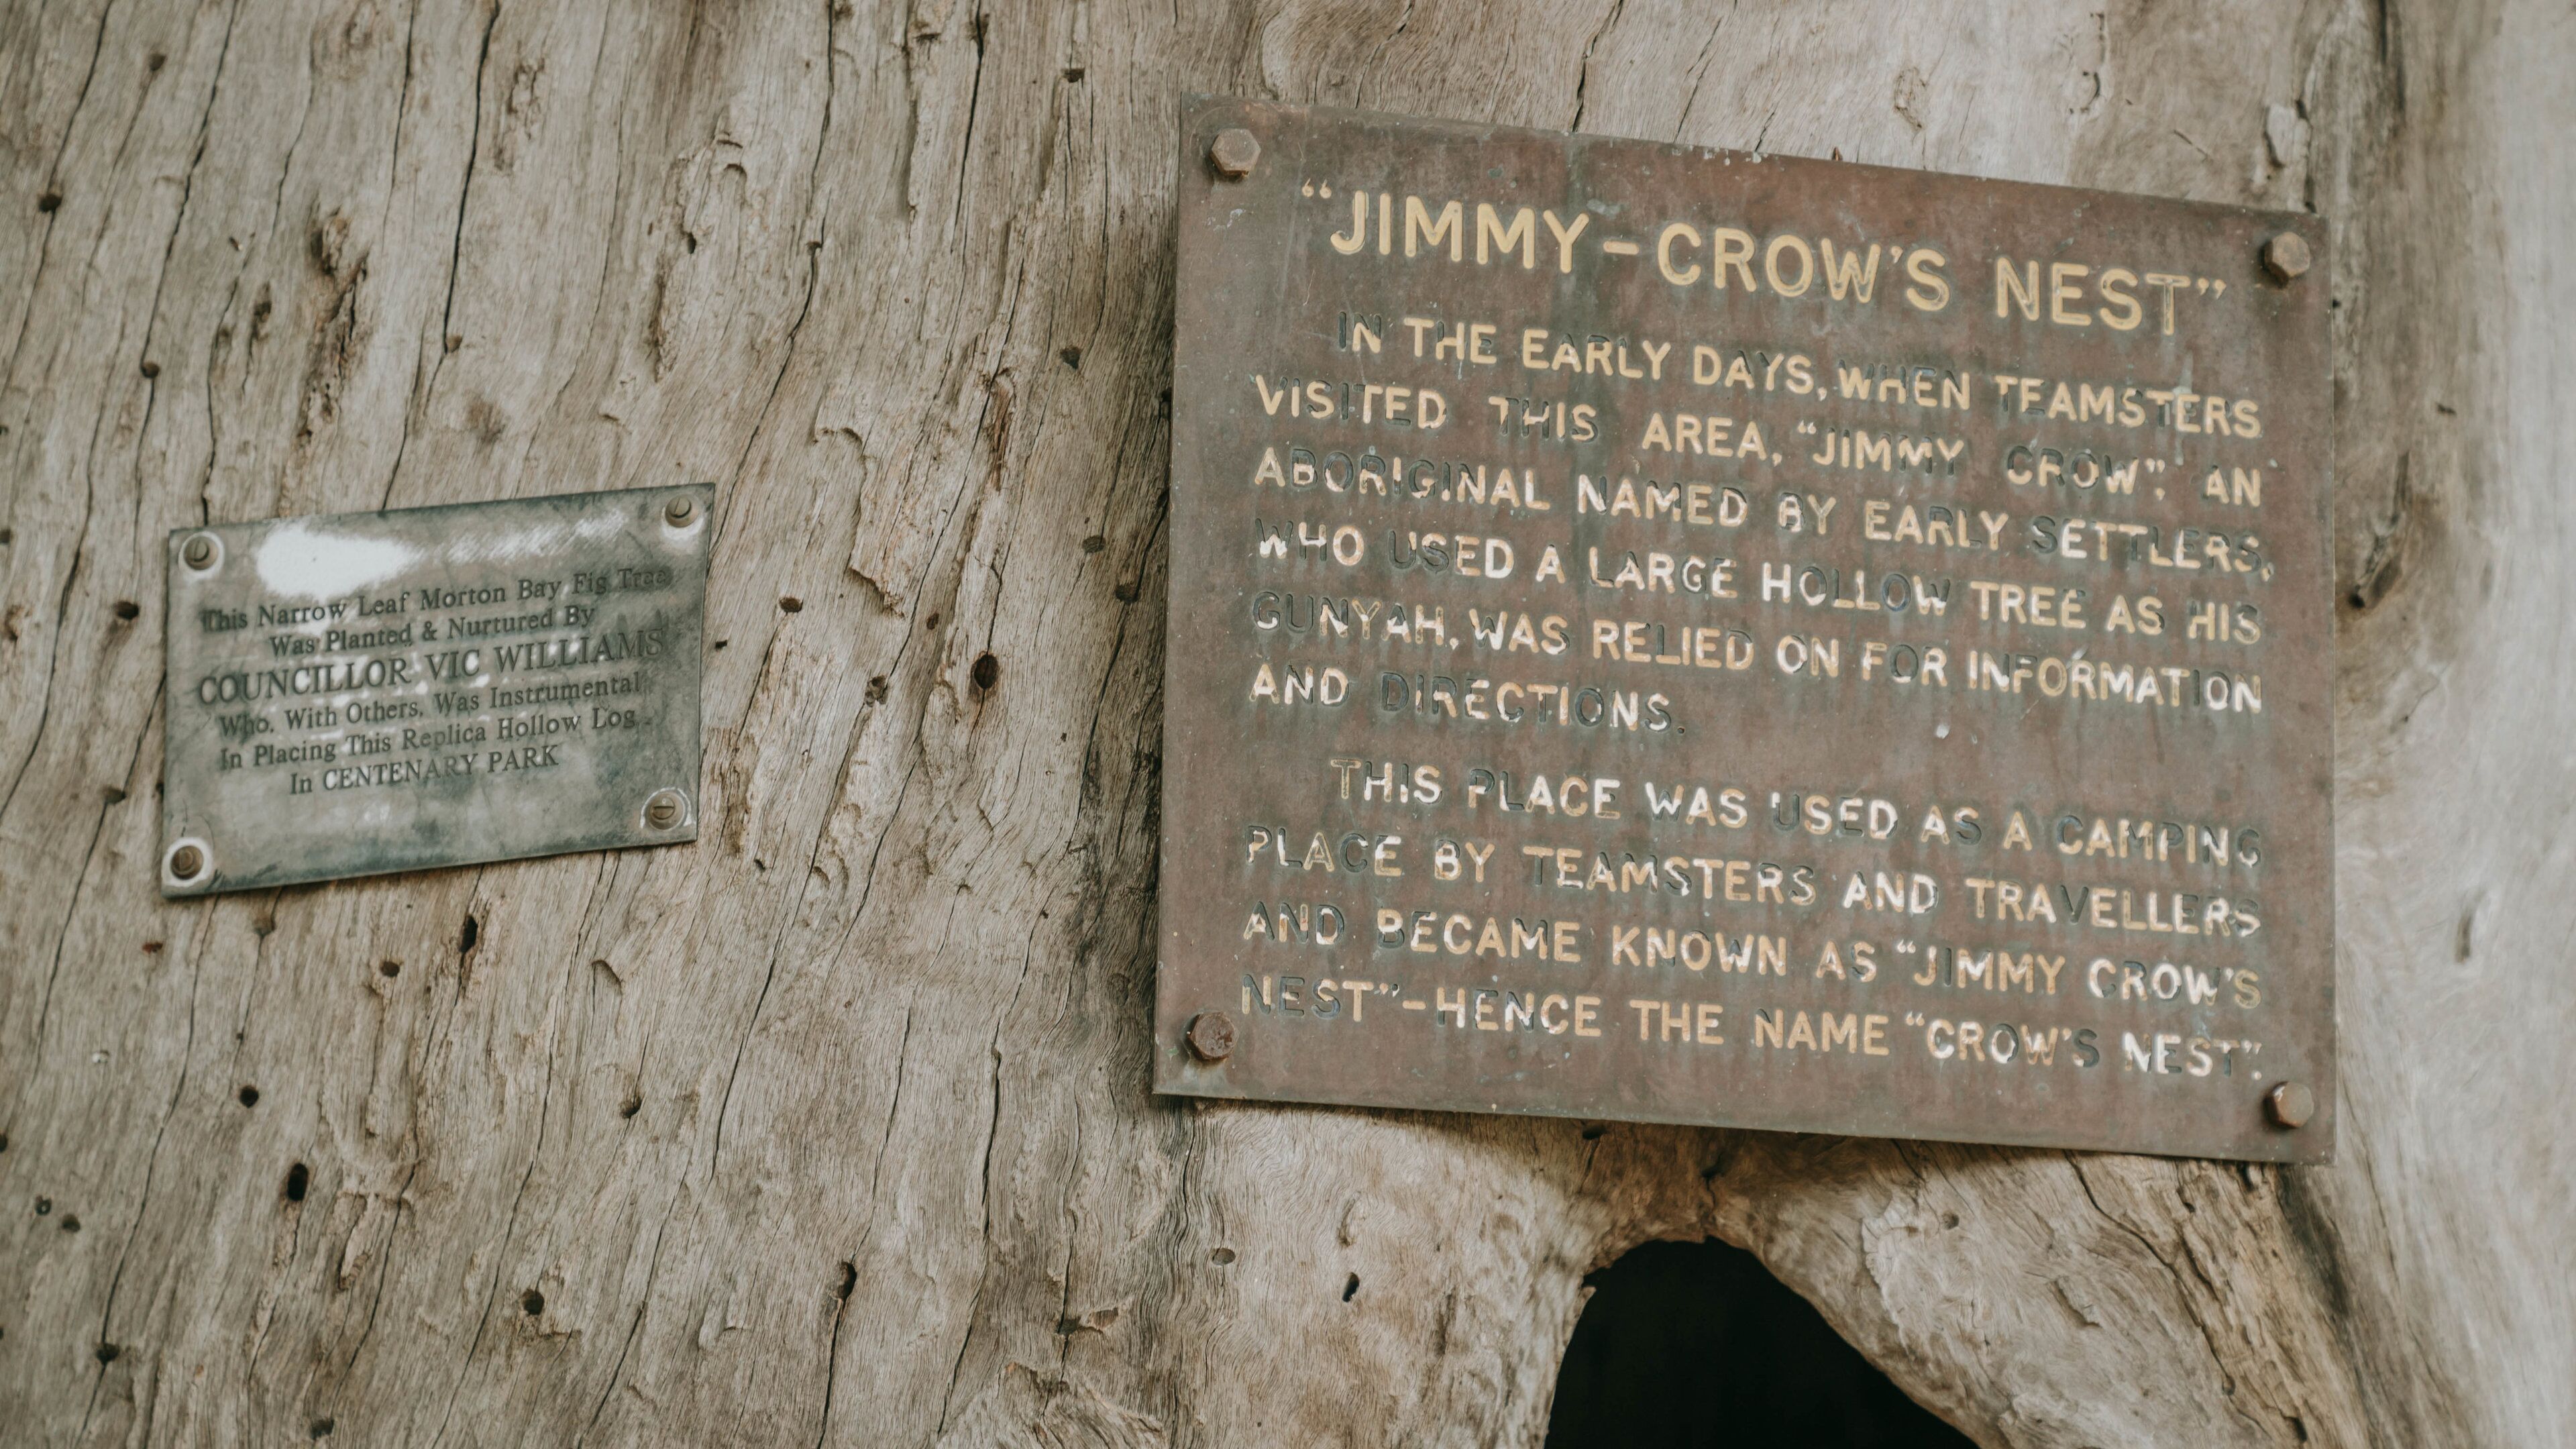 This Narrow Leaf Morton Bay Fig Tree
Was Planted & Nurtured By
COUNCILLOR VIC WILLIAMS
Who, With Others, Was Instrumental
In Placing This Replica Hollow Log
In CENTENARY PARK
“JIMMY-CROW'S NEST”
IN THE EARLY DAYS, WHEN TEAMSTERS
VISITED THIS AREA, “JIMMY CROW”, AN
ABORIGINAL NAMED BY EARLY SETTLERS,
WHO USED A LARGE HOLLOW TREE AS HIS
GUNYAH, WAS RELIED ON FOR INFORMATION
AND DIRECTIONS.
THIS PLACE WAS USED AS A CAMPING
PLACE BY TEAMSTERS AND TRAVELLERS
AND BECAME KNOWN AS “JIMMY CROW'S
NEST”-HENCE THE NAME “CROW'S NEST”.